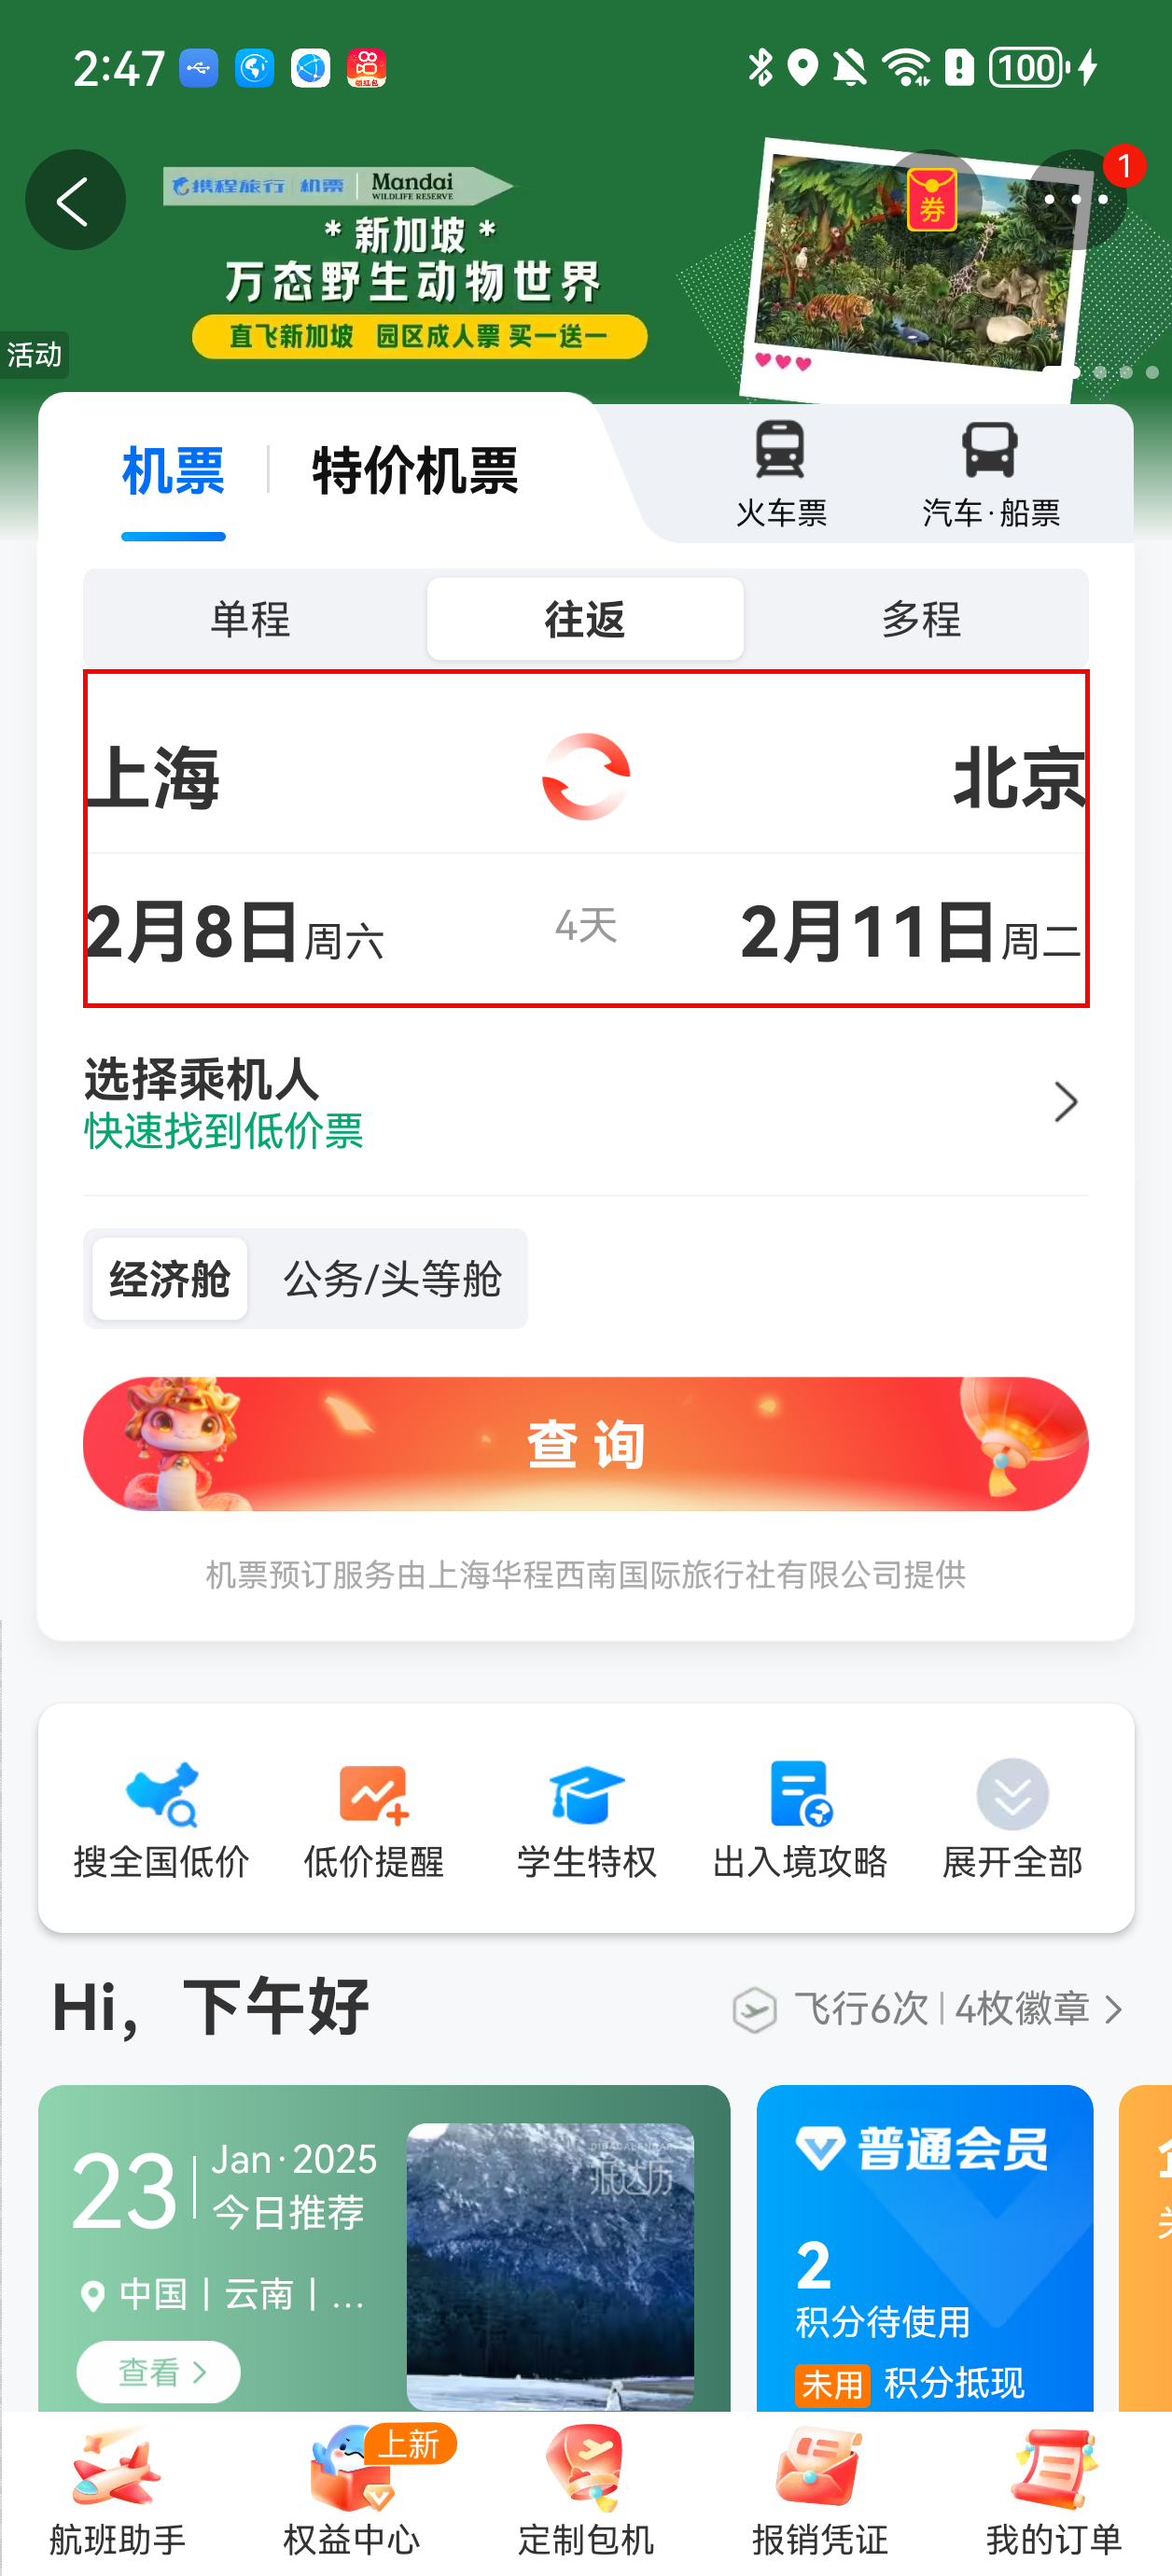 2:47
100
携程旅行 机票 Mandai
WILDLIFE RESERVE
*新加坡*
万态野生动物世界
直飞新加坡 园区成人票 买一送一
券
1
活动
机票 特价机票
火车票 汽车·船票
单程 往返 多程
上海 北京
2月8日周六 4天 2月11日周二
选择乘机人
快速找到低价票
经济舱 公务/头等舱
查询
机票预订服务由上海华程西南国际旅行社有限公司提供
搜全国低价 低价提醒 学生特权 出入境攻略 展开全部
Hi，下午好
飞行6次|4枚徽章
23
Jan·2025
今日推荐
中国丨云南丨...
查看
普通会员
2
积分待使用
未用 积分抵现
上新
航班助手 权益中心 定制包机 报销凭证 我的订单